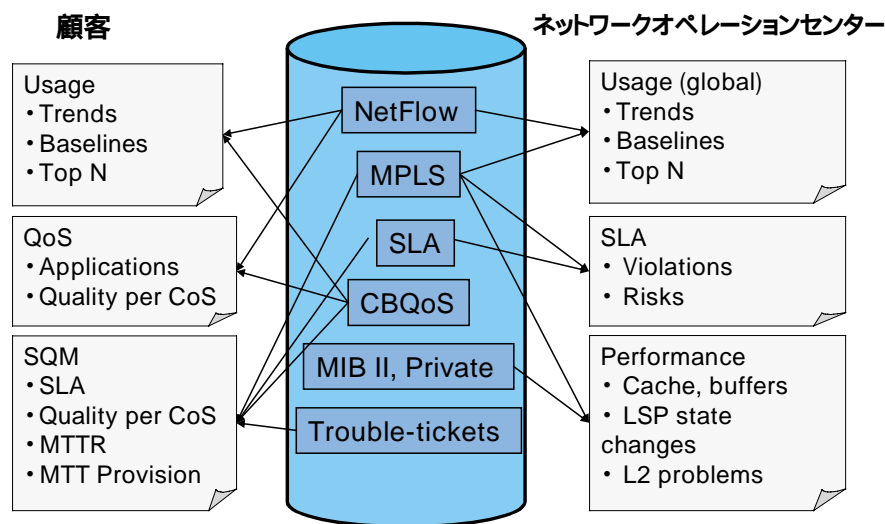 顧客
ネットワークオペレーションセンター
Usage
・Trends
・Baselines
・Top N
QoS
・Applications
・Quality per CoS
SQM
・SLA
・Quality per CoS
・MTTR
・MTT Provision
NetFlow
MPLS
SLA
CBQoS
MIB II, Private
Trouble-tickets
Usage (global)
・Trends
・Baselines
・Top N
SLA
・Violations
・Risks
Performance
・Cache, buffers
・LSP state
changes
・L2 problems